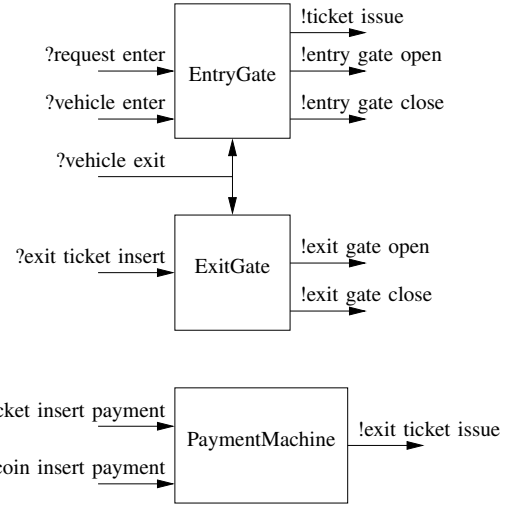 !ticket issue
?request enter
!entry gate open
EntryGate
?vehicle enter
!entry gate close
?vehicle exit
!exit gate open
?exit ticket insert
ExitGate
!exit gate close
insert payment
PaymentMachine
!exit ticket issue
coin insert payment